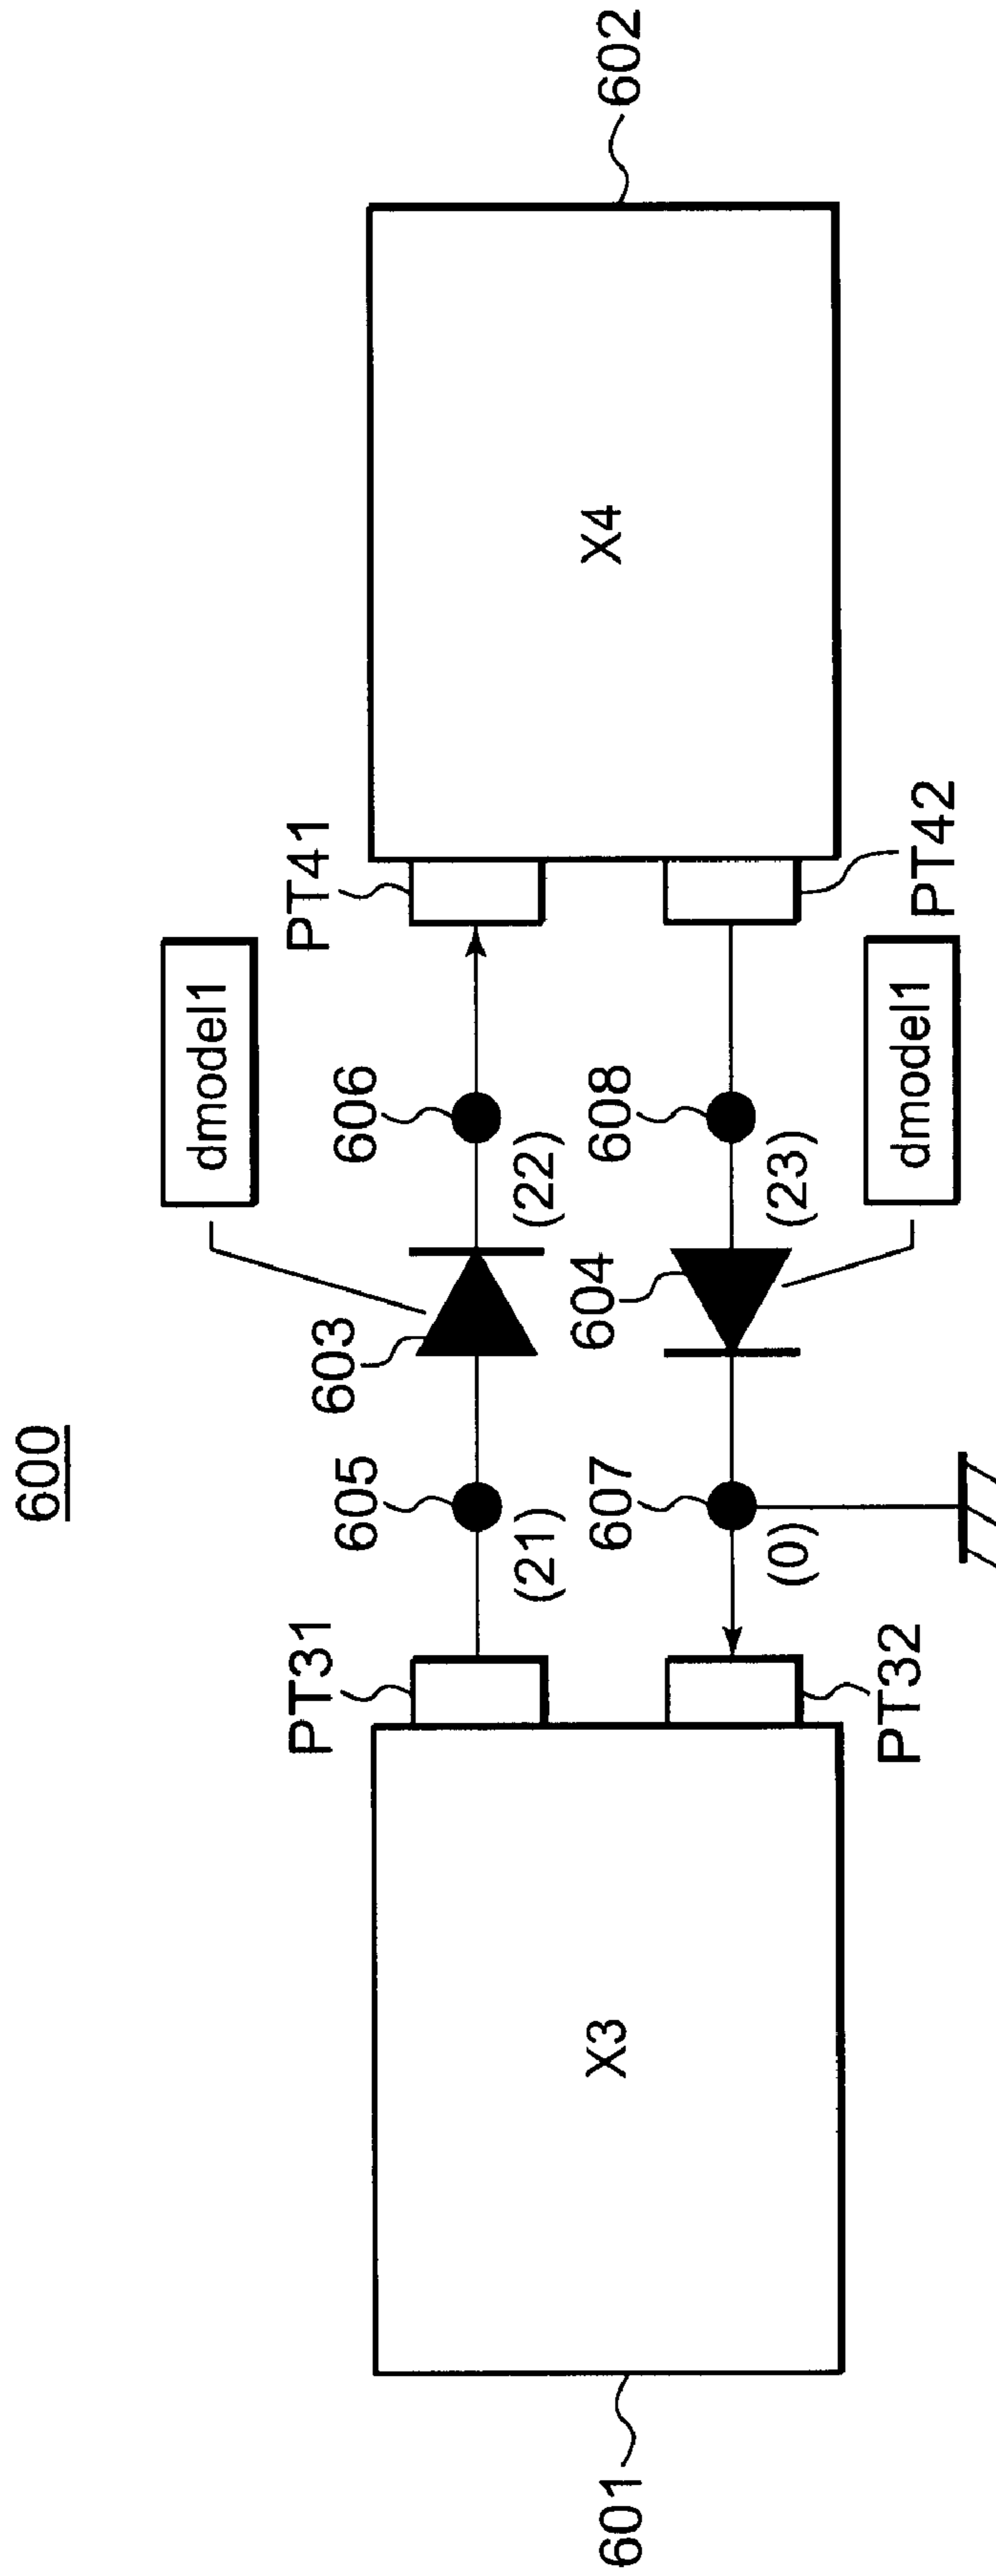 600
dmodel1
PT31
605
603
606
PT41
(21)
(22)
601
X3
X4
602
607
604
608
(0)
(23)
PT32
dmodel1
PT42